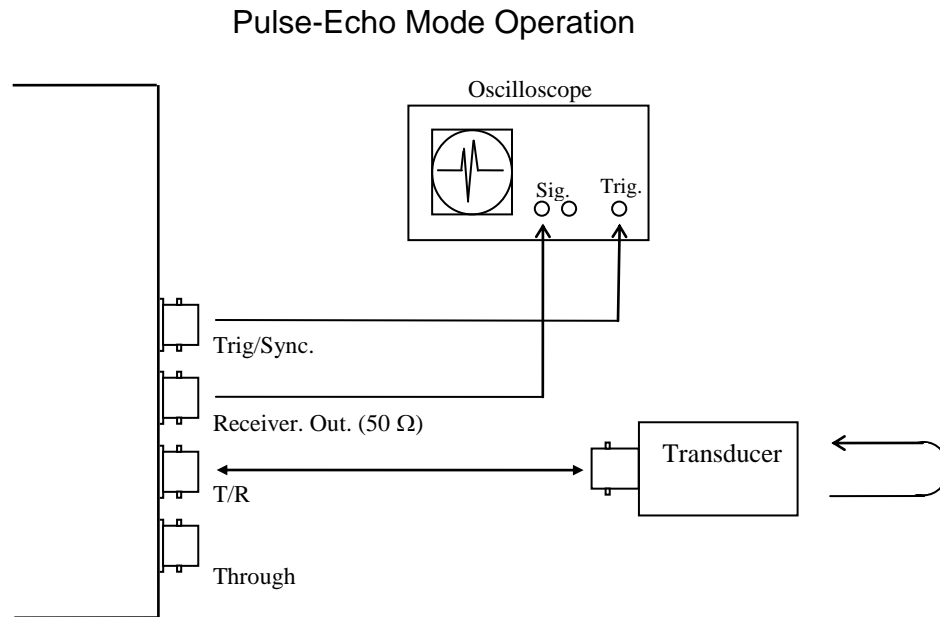 Pulse-Echo Mode Operation
Oscilloscope
Sig.
Trig.
Trig/Sync.
Receiver. Out. (50 Ω)
Transducer
T/R
Through